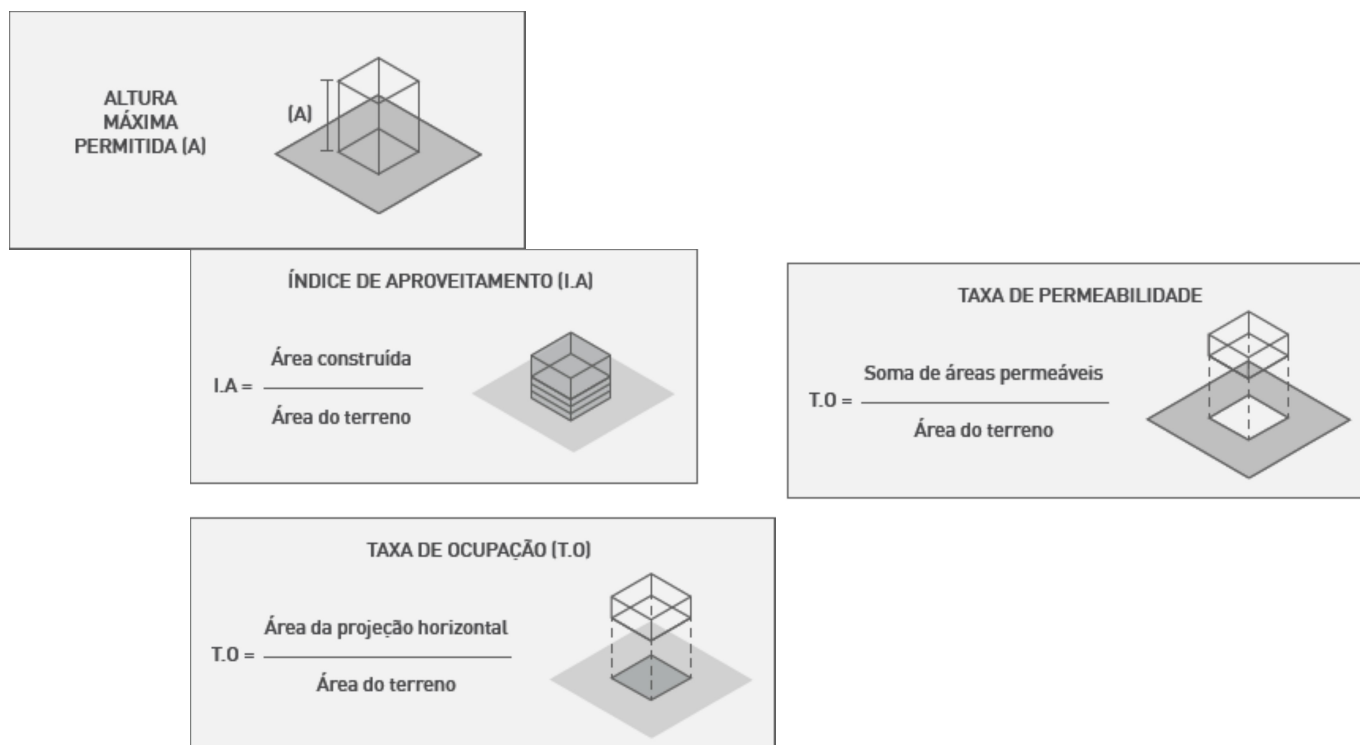 ALTURA
MÁXIMA
PERMITIDA (A)
(A)
ÍNDICE DE APROVEITAMENTO (I.A)
I.A =
Área construída
Área do terreno
TAXA DE PERMEABILIDADE
T.O =
Soma de áreas permeáveis
Área do terreno
TAXA DE OCUPAÇÃO (T.O)
T.O =
Área da projeção horizontal
Área do terreno